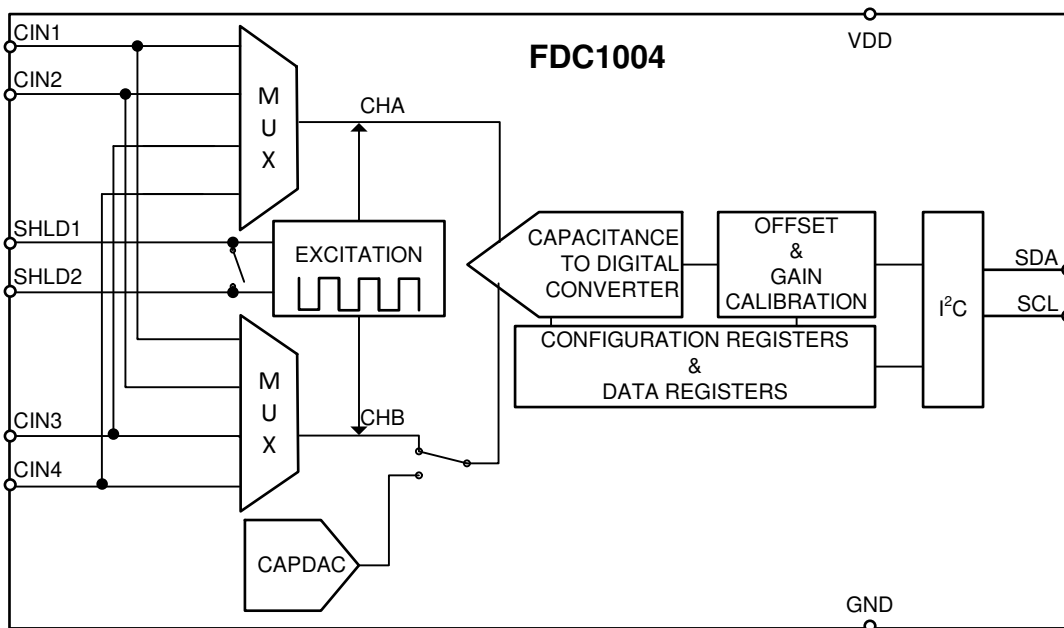 CIN1
CIN2
FDC1004
VDD
M
U
X
CHA
SHLD1
SHLD2
EXCITATION
CAPACITANCE
TO DIGITAL
CONVERTER
OFFSET
&
GAIN
CALIBRATION
I²C
SDA
SCL
CONFIGURATION REGISTERS
&
DATA REGISTERS
M
U
X
CHB
CIN3
CIN4
CAPDAC
GND